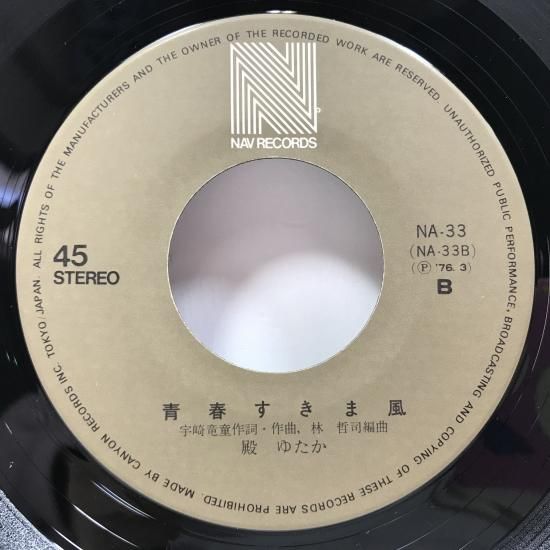 NAV RECORDS
45
STEREO
NA-33
(NA-33B)
(Ⓟ '76. 3)
B
青春すきま風
宇崎竜童作詞・作曲, 林 哲司編曲
殿 ゆたか
ALL RIGHTS OF THE MANUFACTURERS AND THE OWNER OF THE RECORDED WORK ARE RESERVED. UNAUTHORIZED PUBLIC PERFORMANCE, BROADCASTING AND COPYING OF THESE RECORDS ARE PROHIBITED. MADE BY CANYON RECORDS INC. TOKYO/JAPAN.